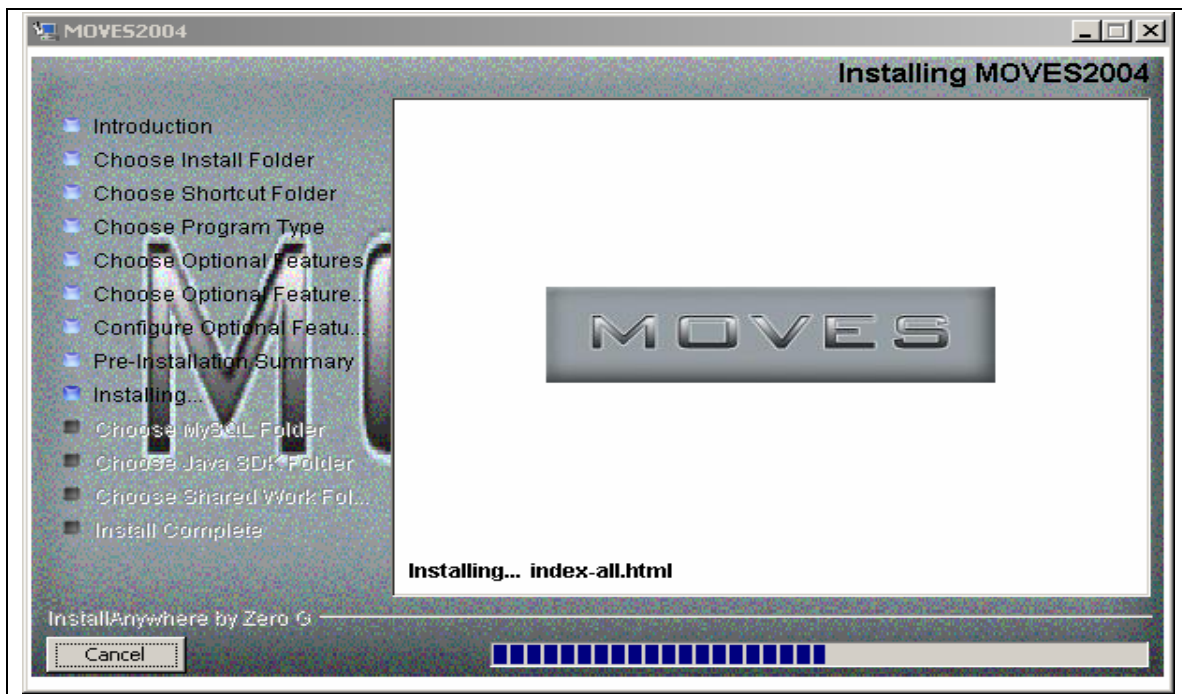 MOVES2004
Installing MOVES2004
Introduction
Choose Install Folder
Choose Shortcut Folder
Choose Program Type
Choose Optional Features
Choose Optional Feature...
Configure Optional Featu...
Pre-Installation Summary
Installing...
Choose MySQL Folder
Choose Java SDK Folder
Choose Shared Work Fol...
Install Complete
MOVES
Installing... index-all.html
InstallAnywhere by Zero G
Cancel